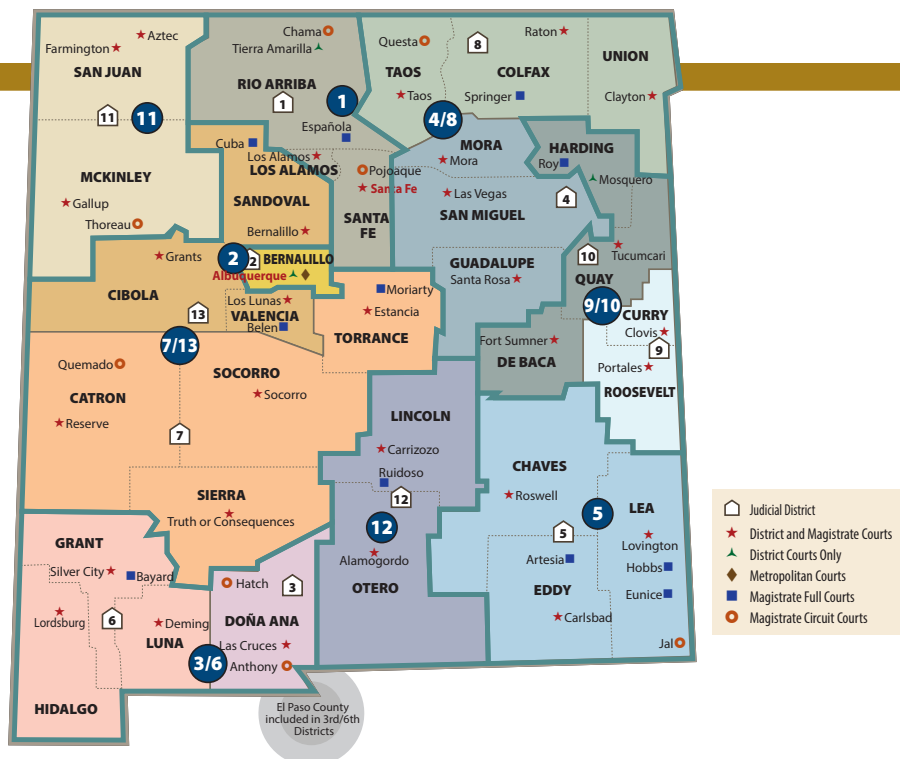 Chama
Aztec
Raton
Questa
8
Farmington
Tierra Amarilla
UNION
SAN JUAN
TAOS
COLFAX
RIO ARRIBA
Taos
Springer
Clayton
1
1
11
11
4/8
Española
Cuba
MORA
HARDING
Los Alamos
LOS ALAMOS
Mora
Roy
Pojoaque
MCKINLEY
Santa Fe
Mosquero
Gallup
SANDOVAL
Las Vegas
4
SAN MIGUEL
SANTA
FE
Thoreau
Bernalillo
Grants
2
2
BERNALILLO
GUADALUPE
10
Tucumcari
Albuquerque
Santa Rosa
QUAY
CIBOLA
Los Lunas
Moriarty
9/10
13
VALENCIA
Estancia
CURRY
Belen
TORRANCE
Clovis
7/13
Fort Sumner
9
DE BACA
Quemado
SOCORRO
Portales
CATRON
Socorro
ROOSEVELT
Reserve
LINCOLN
7
Carrizozo
CHAVES
Ruidoso
SIERRA
12
Roswell
LEA
Truth or Consequences
12
5
GRANT
5
Lovington
Alamogordo
Artesia
Silver City
Bayard
Hatch
3
Hobbs
OTERO
EDDY
Eunice
Lordsburg
6
Deming
DOÑA ANA
Carlsbad
LUNA
Las Cruces
Jal
3/6
Anthony
HIDALGO
El Paso County
included in 3rd/6th
Districts
Judicial District
District and Magistrate Courts
District Courts Only
Metropolitan Courts
Magistrate Full Courts
Magistrate Circuit Courts